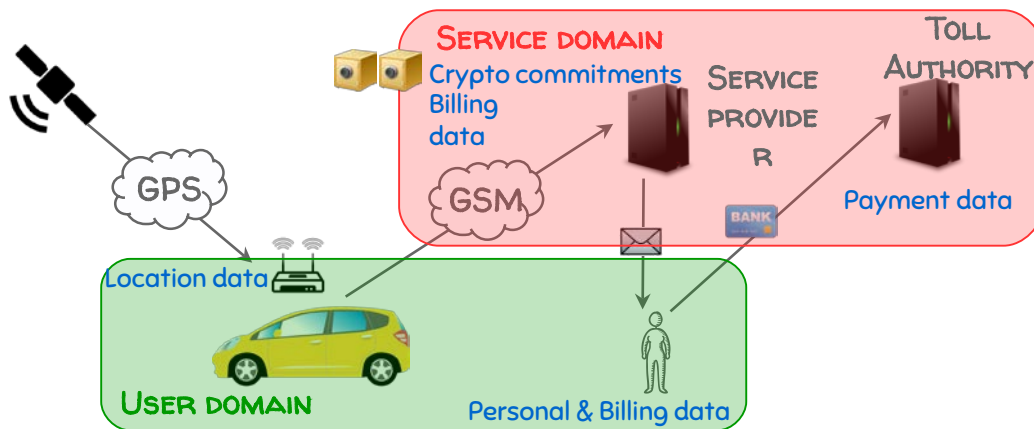 SERVICE DOMAIN
Crypto commitments
Billing
data
SERVICE
PROVIDE
R
TOLL
AUTHORITY
Payment data
GPS
GSM
BANK
Location data
USER DOMAIN
Personal & Billing data